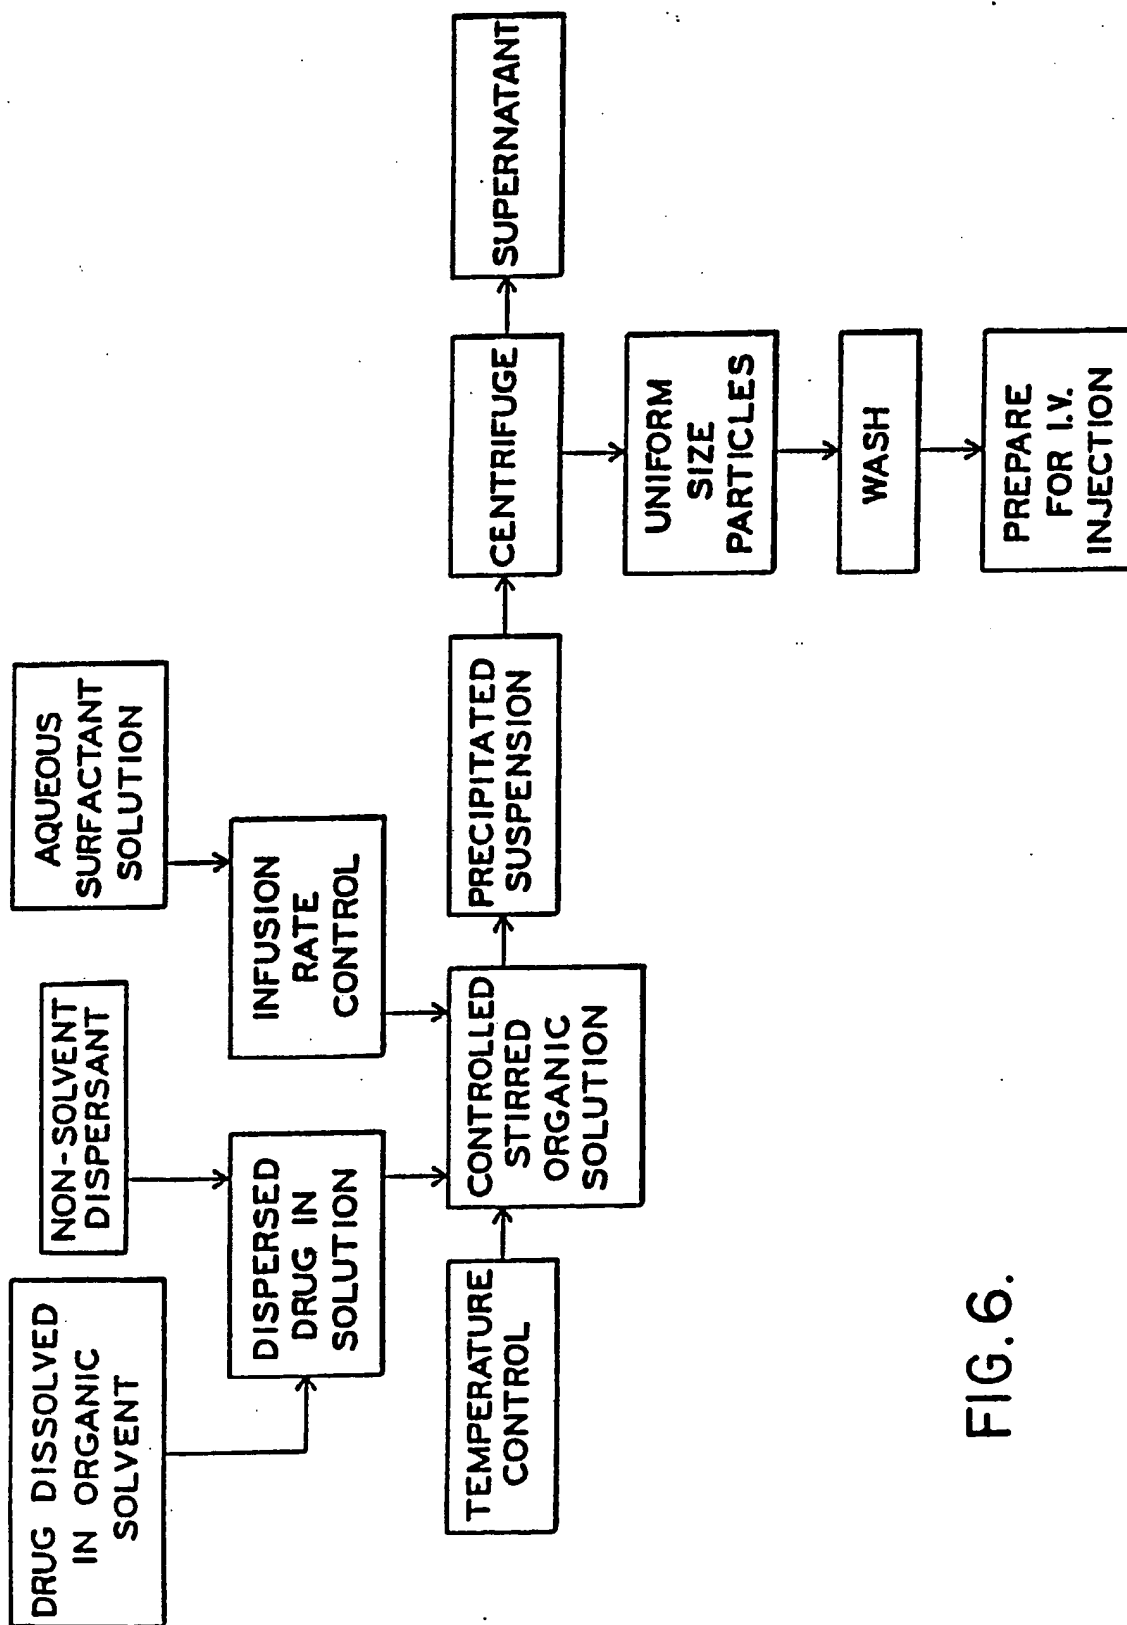 DRUG DISSOLVED
IN ORGANIC
SOLVENT
NON-SOLVENT
DISPERSANT
AQUEOUS
SURFACTANT
SOLUTION
DISPERSED
DRUG IN
SOLUTION
INFUSION
RATE
CONTROL
TEMPERATURE
CONTROL
CONTROLLED
STIRRED
ORGANIC
SOLUTION
PRECIPITATED
SUSPENSION
CENTRIFUGE
SUPERNATANT
UNIFORM
SIZE
PARTICLES
WASH
PREPARE
FOR I.V.
INJECTION
FIG. 6.